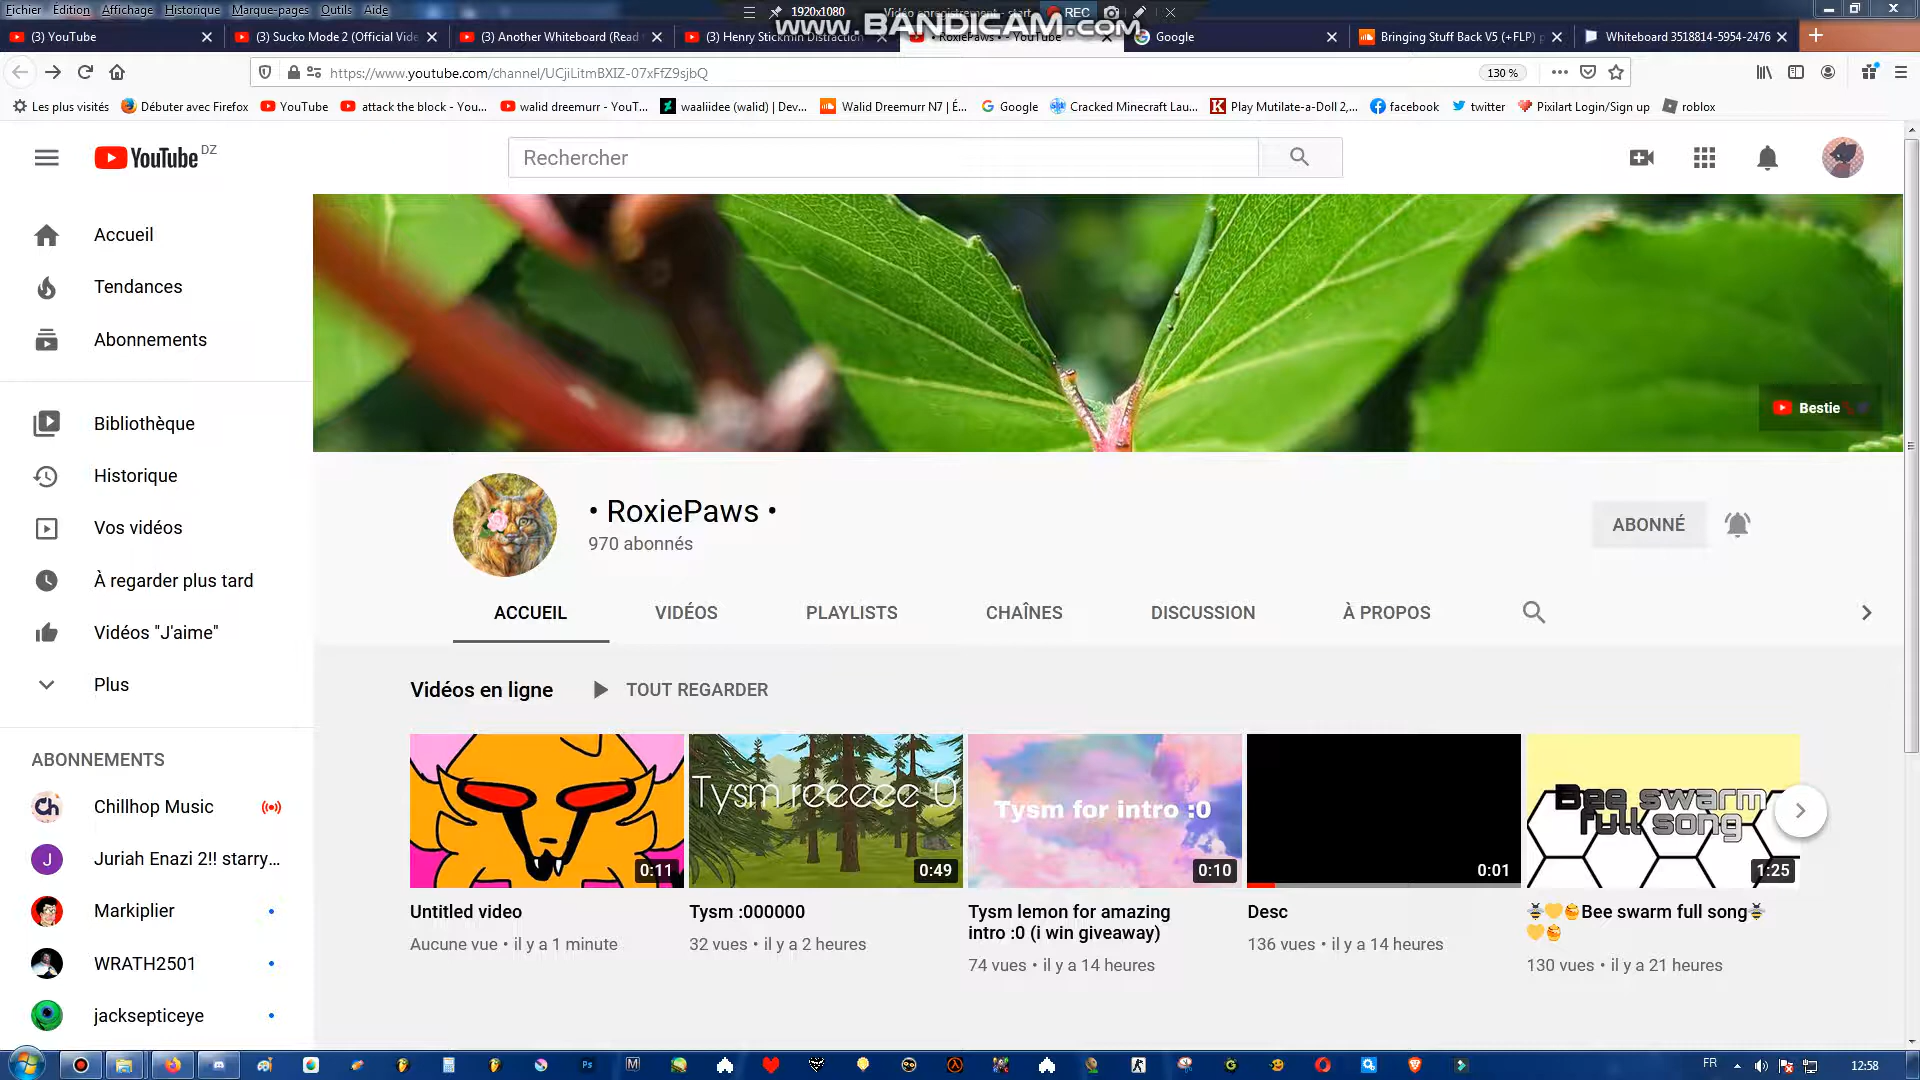 Fichier Édition Affichage Historique Marque-pages Outils Aide
1920x1080 Vidéo enregistrement - start REC
www.BANDICAM.com
(3) YouTube
(3) Sucko Mode 2 (Official Vide
(3) Another Whiteboard (Read
(3) Henry Stickmin Distraction
• RoxiePaws • - YouTube
Google
Bringing Stuff Back V5 (+FLP) p
Whiteboard 3518814-5954-2476
https://www.youtube.com/channel/UCjiLitmBXIZ-07xFfZ9sjbQ
130 %
Les plus visités
Débuter avec Firefox
YouTube
attack the block - You...
walid dreemurr - YouT...
waaliidee (walid) | Dev...
Walid Dreemurr N7 | É...
Google
Cracked Minecraft Lau...
Play Mutilate-a-Doll 2,...
facebook
twitter
Pixilart Login/Sign up
roblox
YouTube DZ
Rechercher
Accueil
Tendances
Abonnements
Bibliothèque
Historique
Vos vidéos
À regarder plus tard
Vidéos "J'aime"
Plus
ABONNEMENTS
Chillhop Music
J Juriah Enazi 2!! starry...
Markiplier
WRATH2501
jacksepticeye
Bestie
• RoxiePaws •
970 abonnés
ABONNÉ
ACCUEIL VIDÉOS PLAYLISTS CHAÎNES DISCUSSION À PROPOS
Vidéos en ligne TOUT REGARDER
0:11
Untitled video
Aucune vue • il y a 1 minute
Tysm reeeee :0
0:49
Tysm :000000
32 vues • il y a 2 heures
Tysm for intro :0
0:10
Tysm lemon for amazing
intro :0 (i win giveaway)
74 vues • il y a 14 heures
0:01
Desc
136 vues • il y a 14 heures
Bee swarm
full song
1:25
🐝💛🍯Bee swarm full song🐝
💛🍯
130 vues • il y a 21 heures
FR
12:58